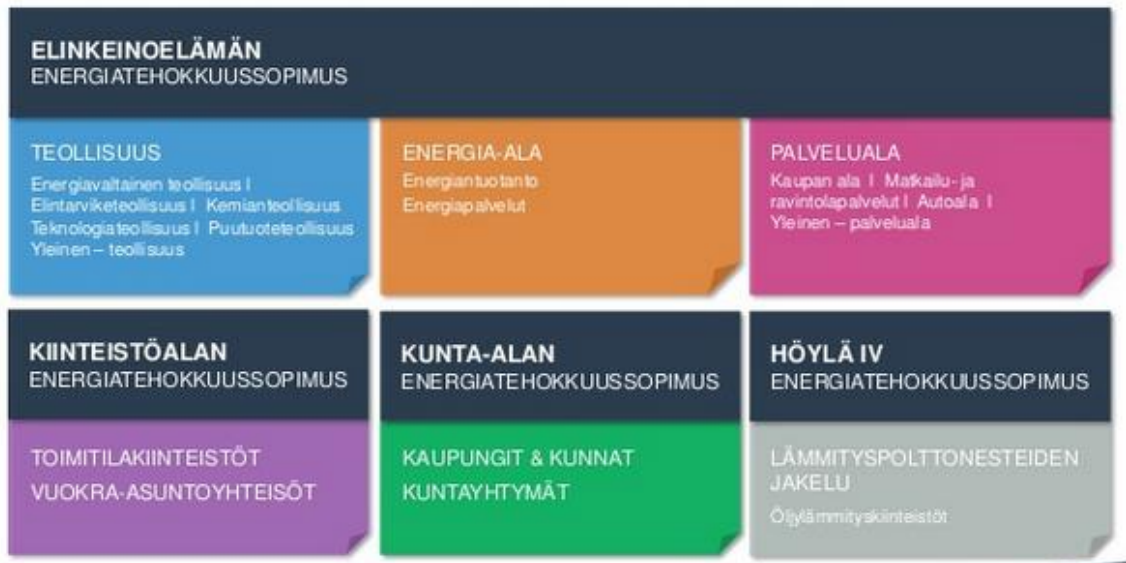 ELINKEINOELÄMÄN
ENERGIATEHOKKUUSSOPIMUS
TEOLLISUUS
Energiavaltainen teollisuus |
Elintarviketeollisuus | Kemianteollisuus
Teknologiateollisuus | Puutuoteteollisuus
Yleinen – teollisuus
ENERGIA-ALA
Energiantuotanto
Energiapalvelut
PALVELUALA
Kaupan ala | Matkailu- ja
ravintolapalvelut | Autoala |
Yleinen – palveluala
KIINTEISTÖALAN
ENERGIATEHOKKUUSSOPIMUS
TOIMITILAKIINTEISTÖT
VUOKRA-ASUNTOYHTEISÖT
KUNTA-ALAN
ENERGIATEHOKKUUSSOPIMUS
KAUPUNGIT & KUNNAT
KUNTAYHTYMÄT
HÖYLÄ IV
ENERGIATEHOKKUUSSOPIMUS
LÄMMITYSPOLTTONESTEIDEN
JAKELU
Öljylämmityskiinteistöt